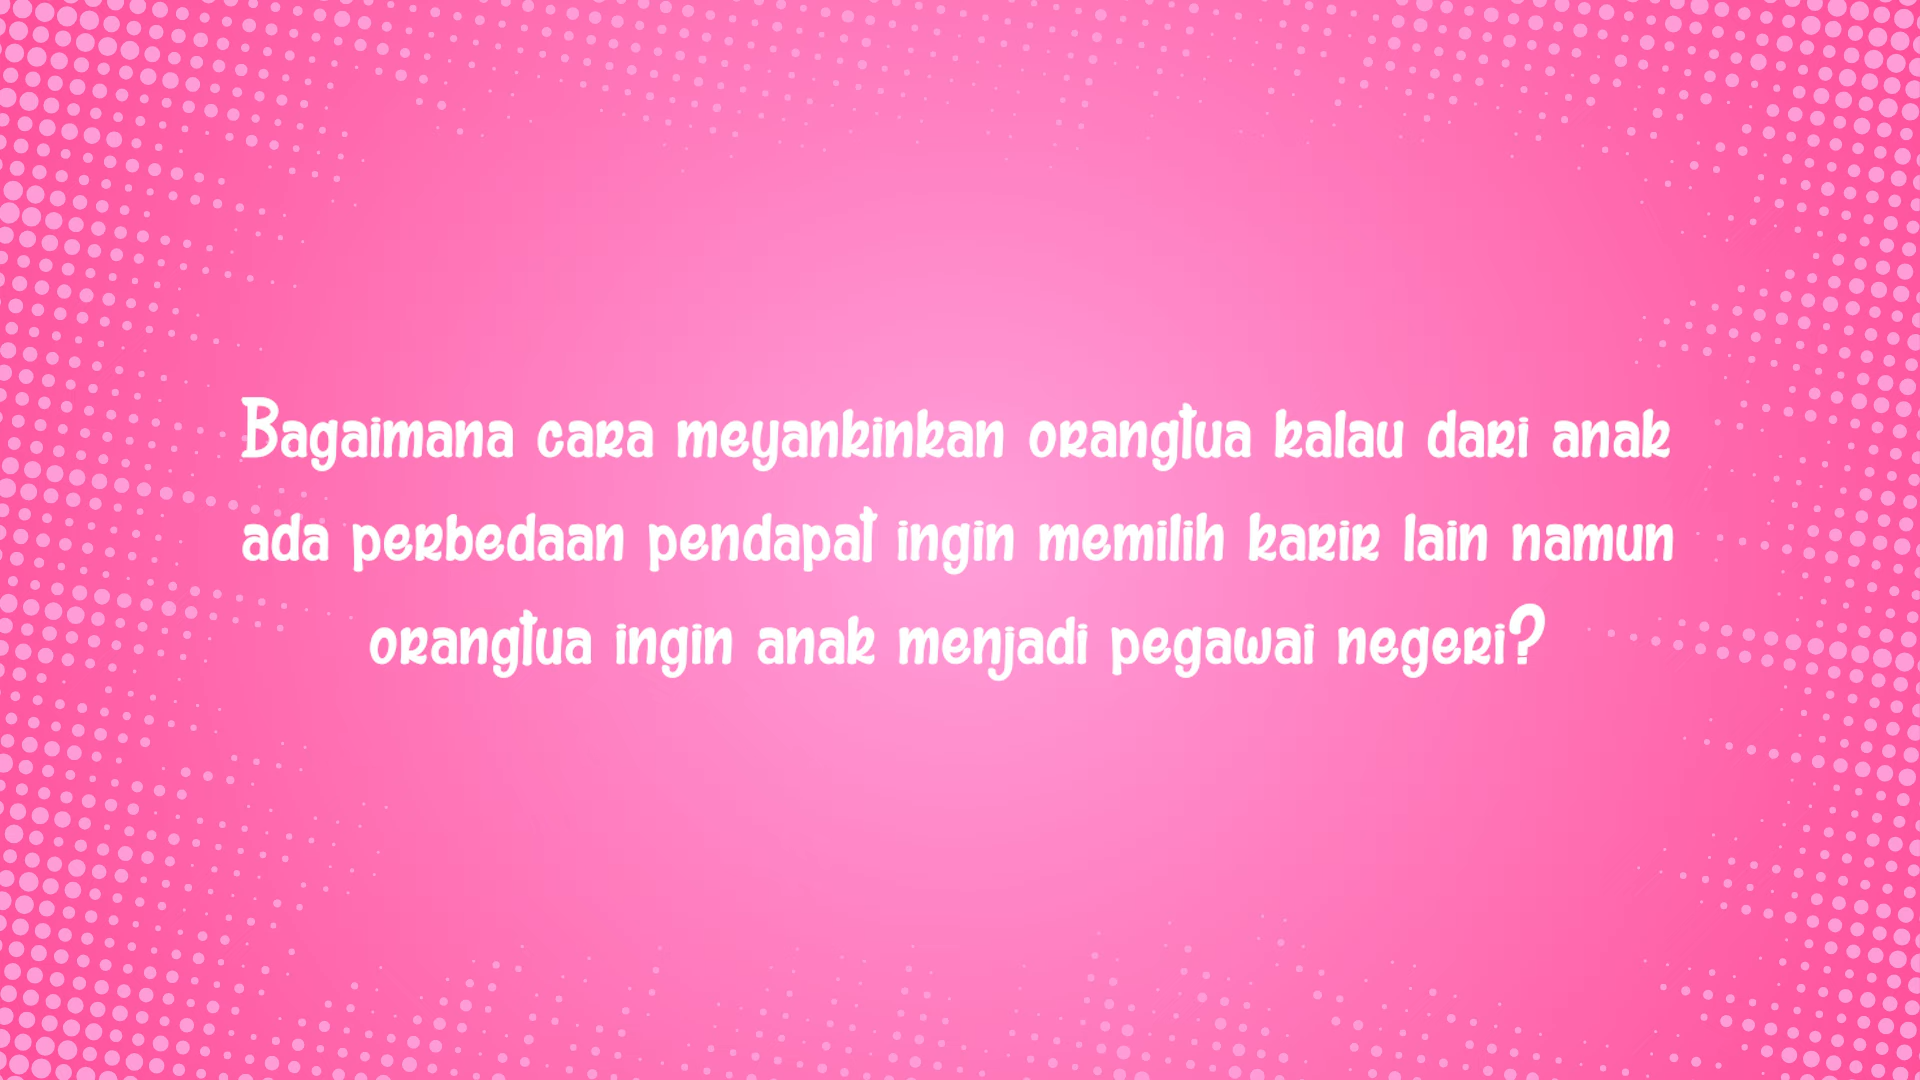 Bagaimana cara meyankinkan orangtua kalau dari anak
ada perbedaan pendapat ingin memilih karir lain namun
orangtua ingin anak menjadi pegawai negeri?